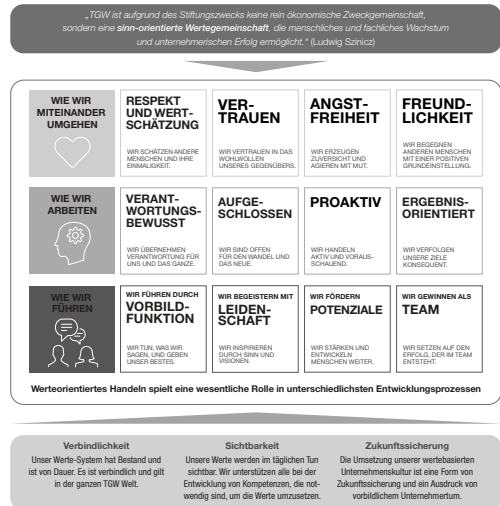 „TGW ist aufgrund des Stiftungszwecks keine rein ökonomische Zweckgemeinschaft,
sondern eine sinn-orientierte Wertegemeinschaft, die menschliches und fachliches Wachstum
und unternehmerischen Erfolg ermöglicht.“ (Ludwig Szinicz)
WIE WIR
MITEINANDER
UMGEHEN
RESPEKT
UND WERT-
SCHÄTZUNG
WIR SCHÄTZEN ANDERE
MENSCHEN UND IHRE
EINMALIGKEIT.
VER-
TRAUEN
WIR VERTRAUEN IN DAS
WOHLWOLLEN
UNSERES GEGENÜBERS.
ANGST-
FREIHEIT
WIR ERZEUGEN
ZUVERSICHT UND
AGIEREN MIT MUT.
FREUND-
LICHKEIT
WIR BEGEGNEN
ANDEREN MENSCHEN
MIT EINER POSITIVEN
GRUNDEINSTELLUNG.
WIE WIR
ARBEITEN
VERANT-
WORTUNGS-
BEWUSST
WIR ÜBERNEHMEN
VERANTWORTUNG FÜR
UNS UND DAS GANZE.
AUFGE-
SCHLOSSEN
WIR SIND OFFEN
FÜR DEN WANDEL UND
DAS NEUE.
PROAKTIV
WIR HANDELN
AKTIV UND VORAUS-
SCHAUEND.
ERGEBNIS-
ORIENTIERT
WIR VERFOLGEN
UNSERE ZIELE
KONSEQUENT.
WIE WIR
FÜHREN
WIR FÜHREN DURCH
VORBILD-
FUNKTION
WIR TUN, WAS WIR
SAGEN, UND GEBEN
UNSER BESTES.
WIR BEGEISTERN MIT
LEIDEN-
SCHAFT
WIR INSPIRIEREN
DURCH SINN UND
VISIONEN.
WIR FÖRDERN
POTENZIALE
WIR STÄRKEN UND
ENTWICKELN
MENSCHEN WEITER.
WIR GEWINNEN ALS
TEAM
WIR SETZEN AUF DEN
ERFOLG, DER IM TEAM
ENTSTEHT.
Werteorientiertes Handeln spielt eine wesentliche Rolle in unterschiedlichsten Entwicklungsprozessen
Verbindlichkeit
Unser Werte-System hat Bestand und
ist von Dauer. Es ist verbindlich und gilt
in der ganzen TGW Welt.
Sichtbarkeit
Unsere Werte werden im täglichen Tun
sichtbar. Wir unterstützen alle bei der
Entwicklung von Kompetenzen, die not-
wendig sind, um die Werte umzusetzen.
Zukunftssicherung
Die Umsetzung unserer wertebasierten
Unternehmenskultur ist eine Form von
Zukunftssicherung und ein Ausdruck von
vorbildlichem Unternehmertum.